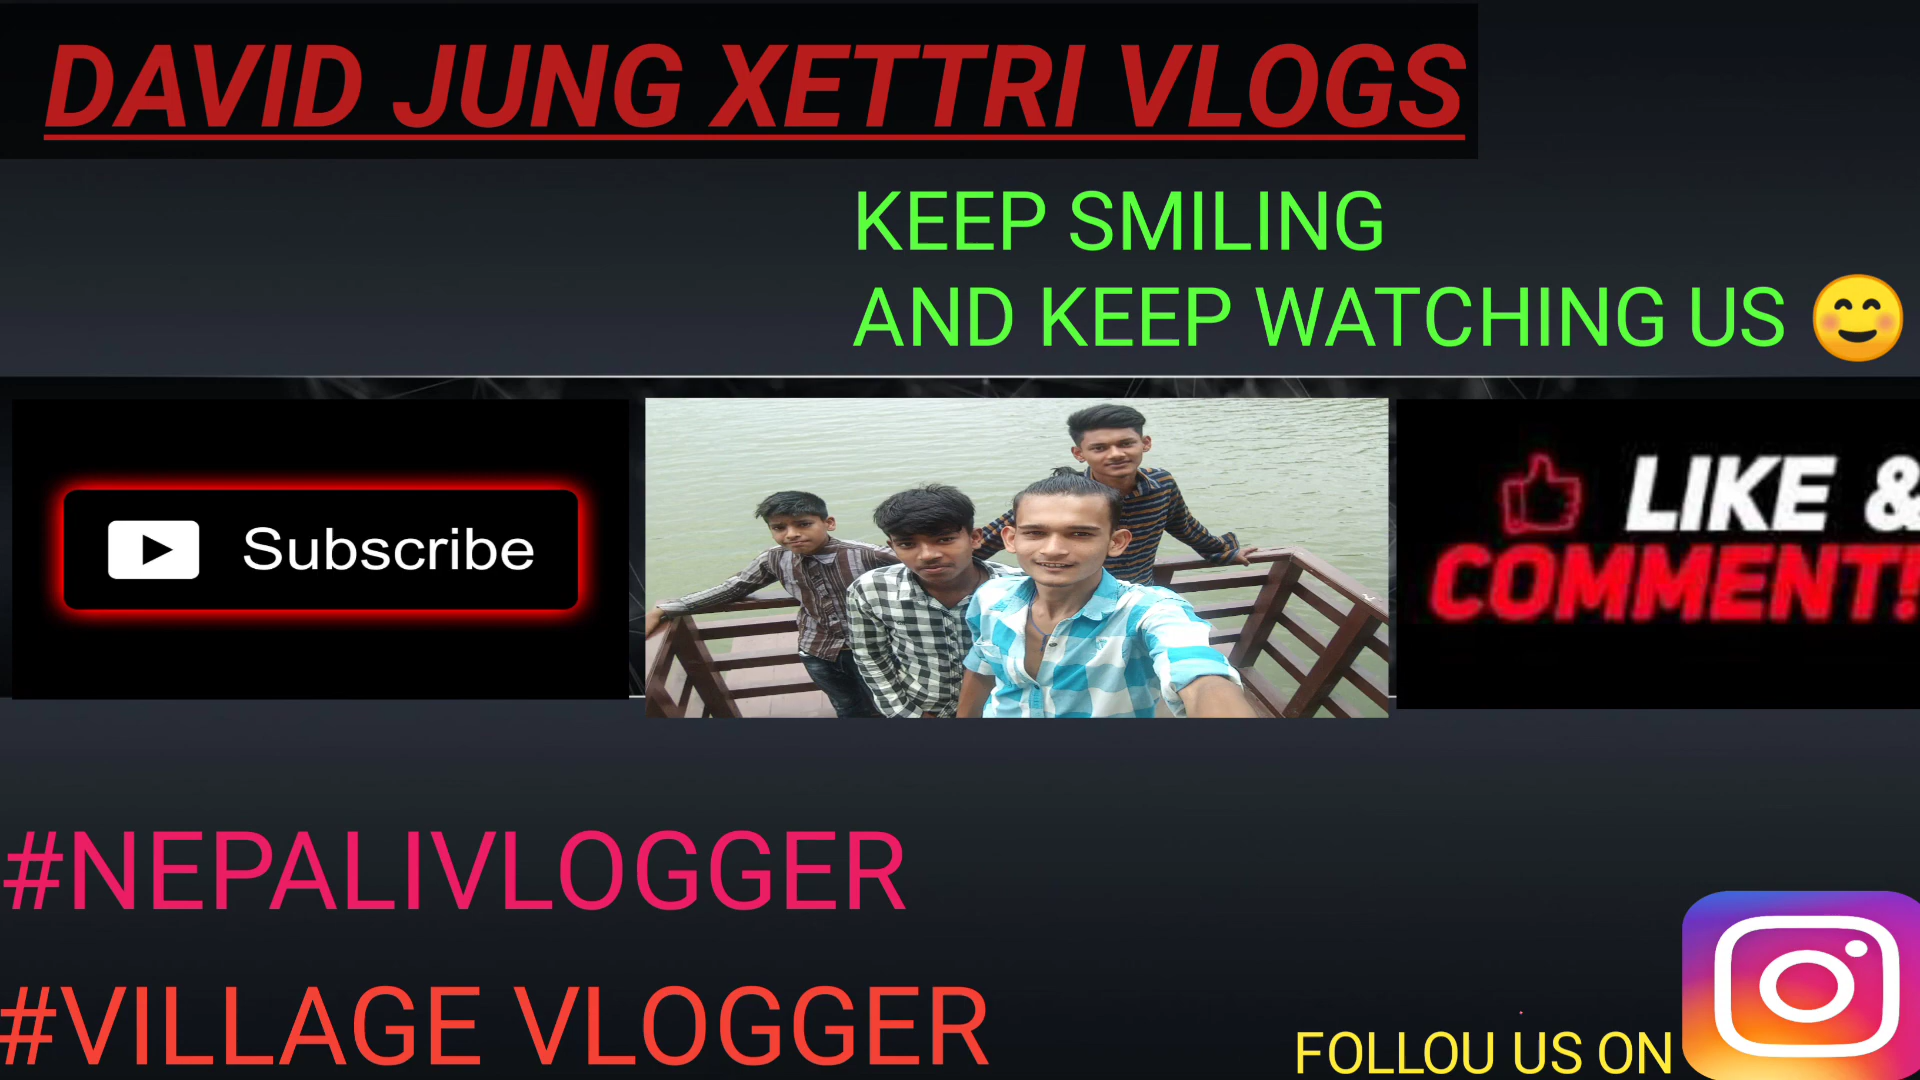 DAVID JUNG XETTRI VLOGS
KEEP SMILING
AND KEEP WATCHING US 😊
Subscribe
LIKE &
COMMENT!
#NEPALIVLOGGER
#VILLAGE VLOGGER
FOLLOU US ON